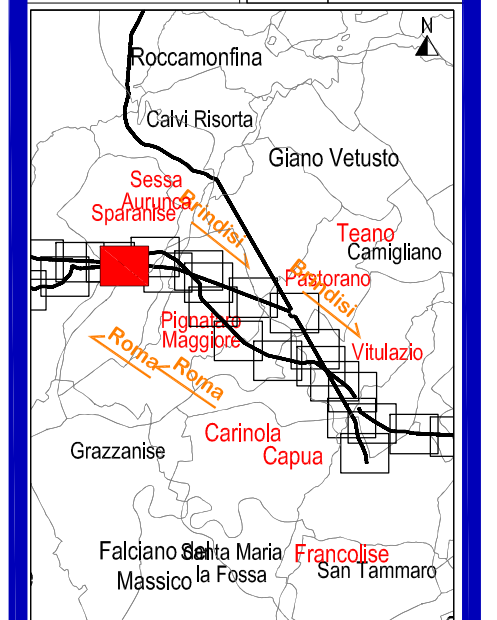 N
Roccamonfina
Calvi Risorta
Giano Vetusto
Sessa
Aurunca
Sparanise
Brindisi
Teano
Camigliano
Brindisi
Pastorano
Pignataro
Maggiore
Vitulazio
Roma
Roma
Carinola
Capua
Grazzanise
Falciano del
Massico
Santa Maria
la Fossa
Francolise
San Tammaro